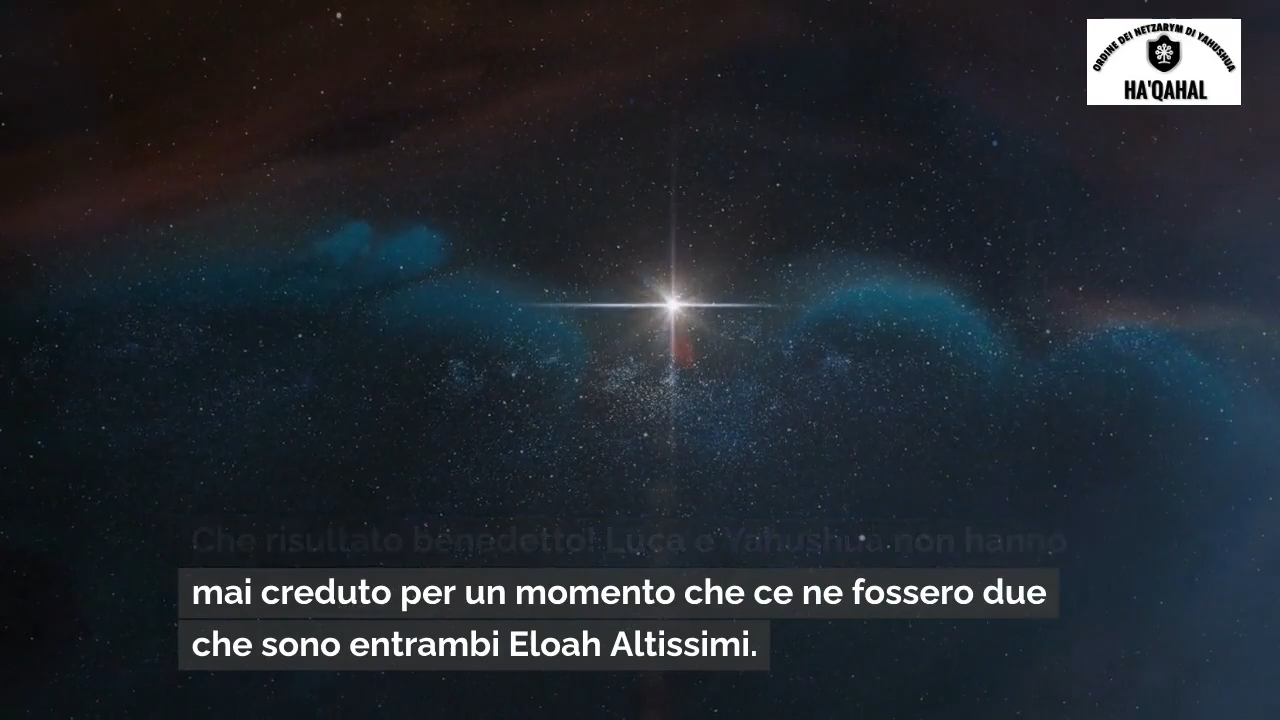 ORDINE DEI NETZARYM DI YAHUSHUA
HA'QAHAL
Che risultato benedetto! Luca e Yahushua non hanno
mai creduto per un momento che ce ne fossero due
che sono entrambi Eloah Altissimi.